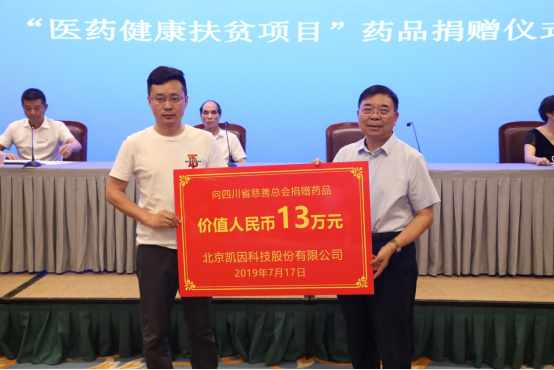 “医药健康扶贫项目”药品捐赠仪式
向四川省慈善总会捐赠药品
价值人民币13万元
北京凯因科技股份有限公司
2019年7月17日